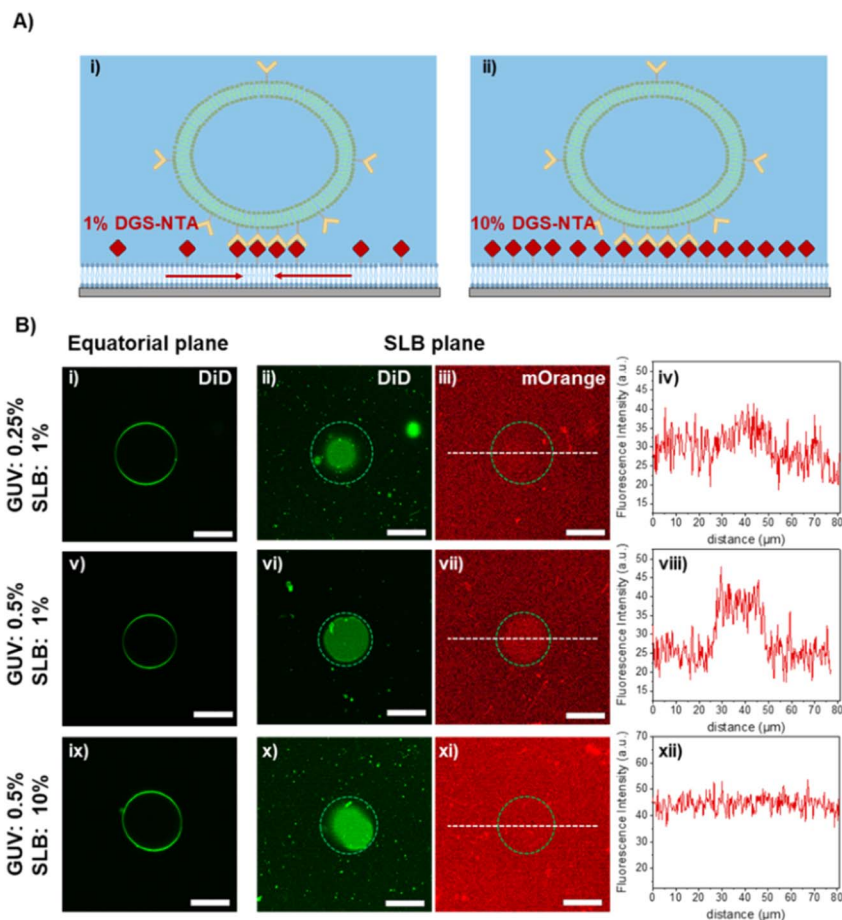 A)
i)
ii)
1% DGS-NTA
10% DGS-NTA
B)
Equatorial plane
SLB plane
GUV: 0.25%
SLB: 1%
i)
DiD
ii)
DiD
iii)
mOrange
iv)
Fluorescence Intensity (a.u.)
50
45
40
35
30
25
20
15
0 10 20 30 40 50 60 70 80
distance (µm)
GUV: 0.5%
SLB: 1%
v)
vi)
vii)
viii)
Fluorescence Intensity (a.u.)
50
45
40
35
30
25
20
15
0 10 20 30 40 50 60 70 80
distance (µm)
GUV: 0.5%
SLB: 10%
ix)
x)
xi)
xii)
Fluorescence Intensity (a.u.)
70
60
50
40
30
20
0 10 20 30 40 50 60 70 80
distance (µm)